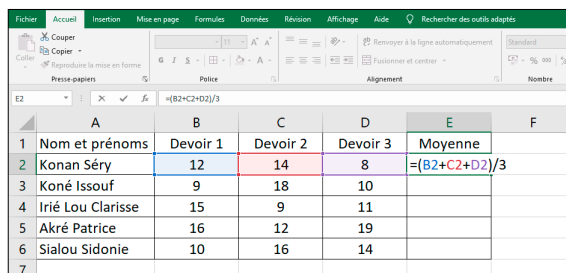 Fichier Accueil Insertion Mise en page Formules Données Révision Affichage Aide Rechercher des outils adaptés
Couper
Copier
Reproduire la mise en forme
Coller
Presse-papiers
11 A A
G I S A
Police
Renvoyer à la ligne automatiquement
Fusionner et centrer
Alignement
Standard
% 000
Nombre
E2 fx =(B2+C2+D2)/3
A B C D E F
1 Nom et prénoms Devoir 1 Devoir 2 Devoir 3 Moyenne
2 Konan Séry 12 14 8 =(B2+C2+D2)/3
3 Koné Issouf 9 18 10
4 Irié Lou Clarisse 15 9 11
5 Akré Patrice 16 12 19
6 Sialou Sidonie 10 16 14
7